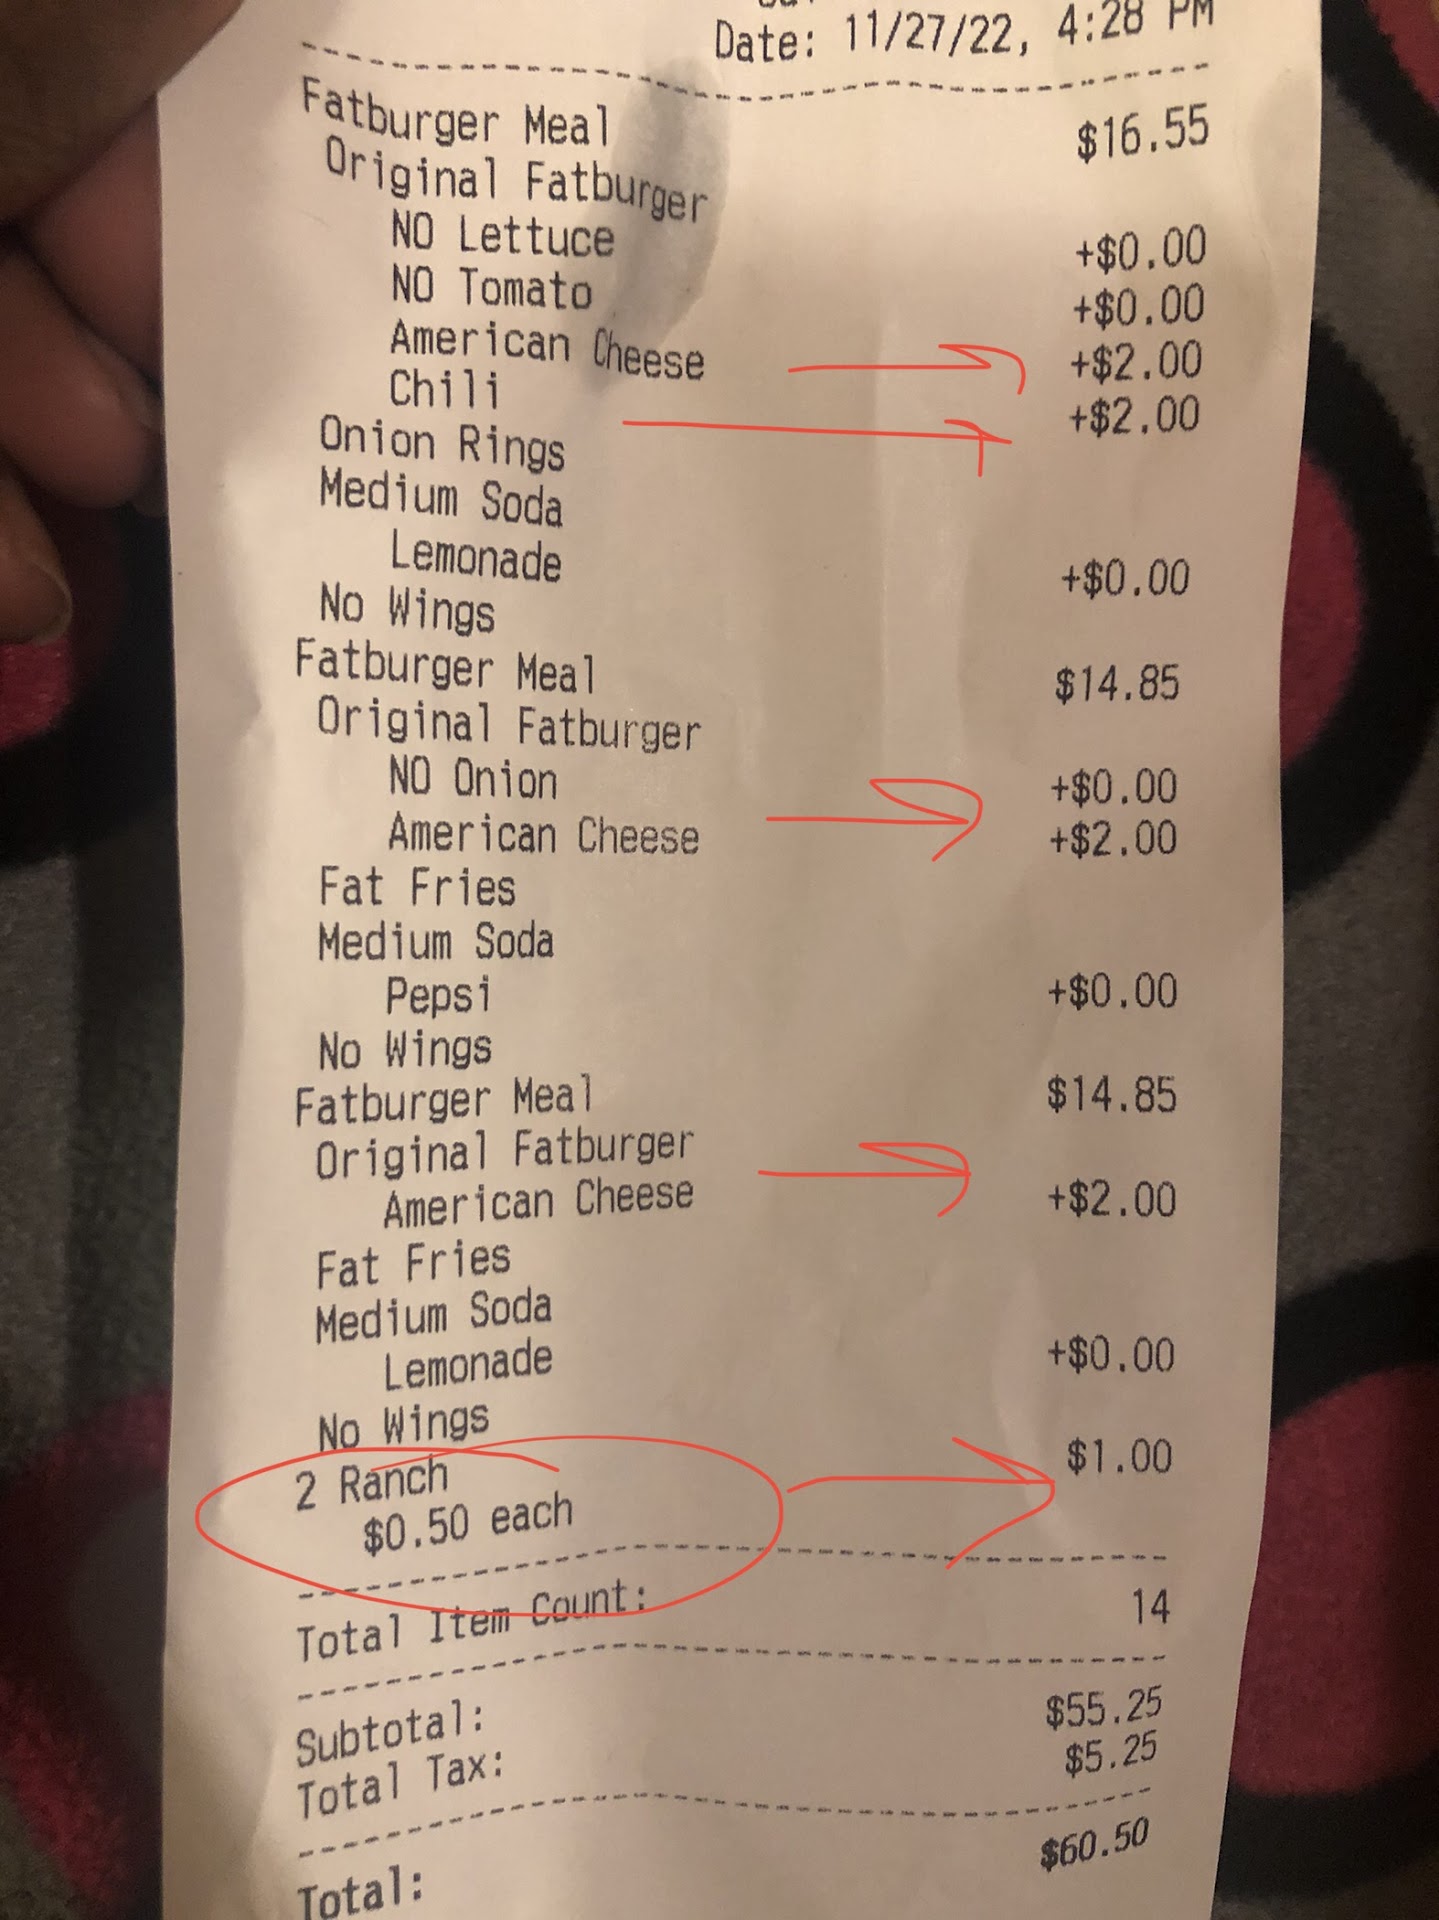 Date: 11/27/22, 4:28 PM
Fatburger Meal $16.55
Original Fatburger
NO Lettuce +$0.00
NO Tomato +$0.00
American Cheese +$2.00
Chili +$2.00
Onion Rings
Medium Soda
Lemonade +$0.00
No Wings
Fatburger Meal $14.85
Original Fatburger
NO Onion +$0.00
American Cheese +$2.00
Fat Fries
Medium Soda
Pepsi +$0.00
No Wings
Fatburger Meal $14.85
Original Fatburger
American Cheese +$2.00
Fat Fries
Medium Soda
Lemonade +$0.00
No Wings
2 Ranch $1.00
$0.50 each
Total Item Count: 14
Subtotal: $55.25
Total Tax: $5.25
Total: $60.50